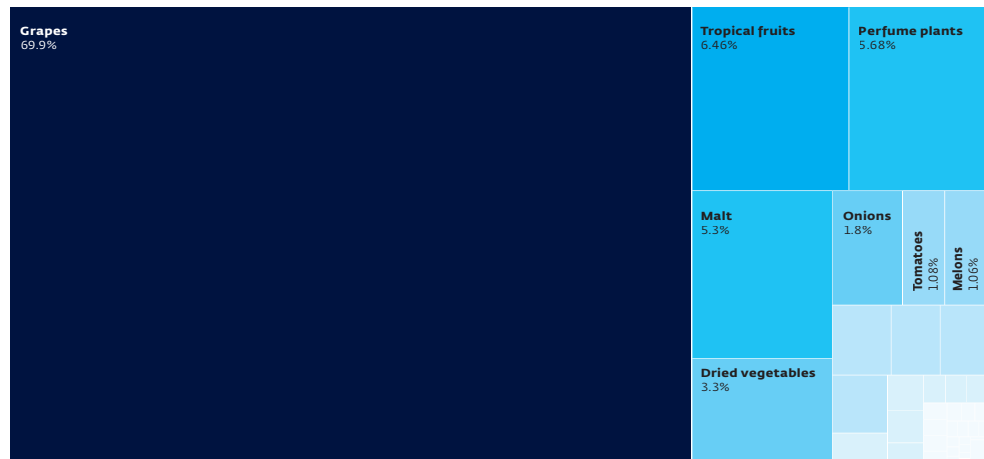 Grapes
69.9%
Tropical fruits
6.46%
Perfume plants
5.68%
Malt
5.3%
Onions
1.8%
Tomatoes
1.08%
Melons
1.06%
Dried vegetables
3.3%